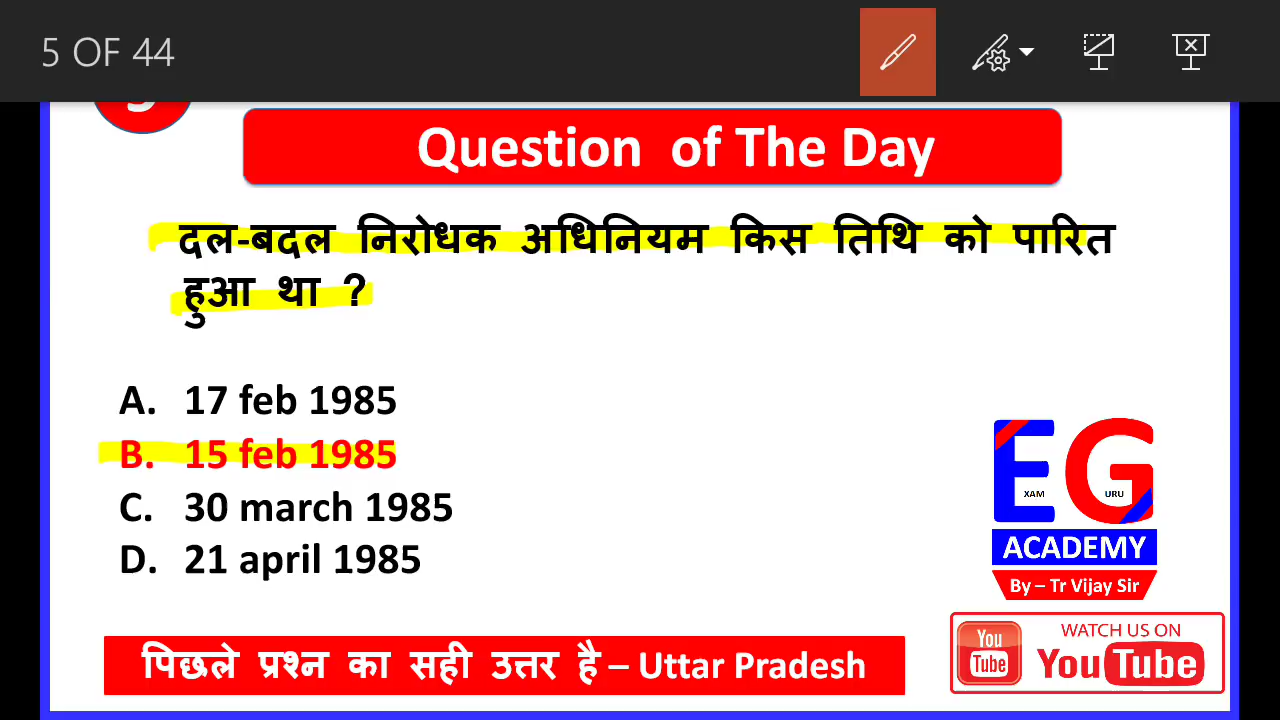 5 OF 44
Question of The Day
दल-बदल निरोधक अधिनियम किस तिथि को पारित
हुआ था ?
A. 17 feb 1985
B. 15 feb 1985
C. 30 march 1985
D. 21 april 1985
EG
XAM URU
ACADEMY
By – Tr Vijay Sir
पिछले प्रश्न का सही उत्तर है – Uttar Pradesh
You
Tube
WATCH US ON
YouTube